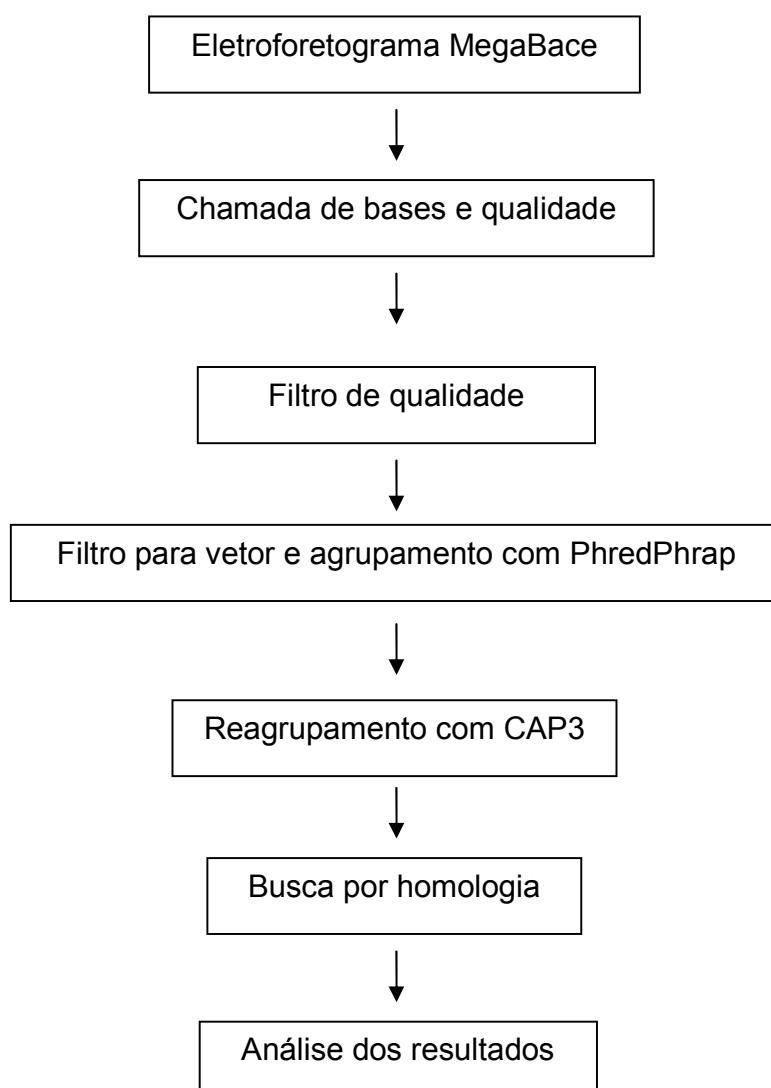 Eletroforetograma MegaBace
Chamada de bases e qualidade
Filtro de qualidade
Filtro para vetor e agrupamento com PhredPhrap
Reagrupamento com CAP3
Busca por homologia
Análise dos resultados